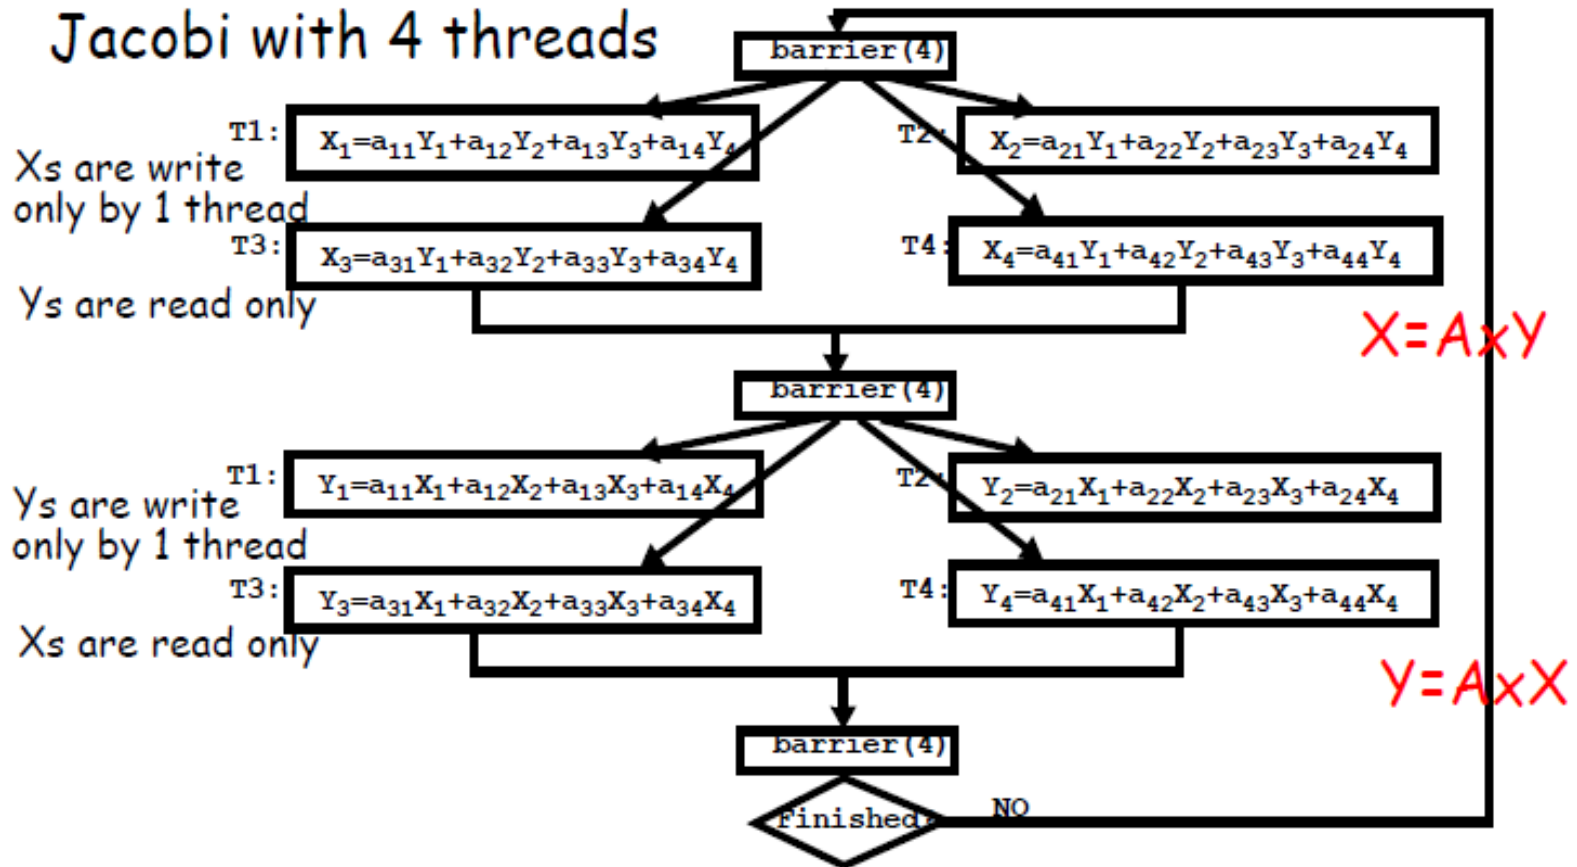 Jacobi with 4 threads
barrier(4)
T1: X₁=a₁₁Y₁+a₁₂Y₂+a₁₃Y₃+a₁₄Y₄
T2: X₂=a₂₁Y₁+a₂₂Y₂+a₂₃Y₃+a₂₄Y₄
Xs are write
only by 1 thread
T3: X₃=a₃₁Y₁+a₃₂Y₂+a₃₃Y₃+a₃₄Y₄
T4: X₄=a₄₁Y₁+a₄₂Y₂+a₄₃Y₃+a₄₄Y₄
Ys are read only
X=AxY
barrier(4)
T1: Y₁=a₁₁X₁+a₁₂X₂+a₁₃X₃+a₁₄X₄
T2: Y₂=a₂₁X₁+a₂₂X₂+a₂₃X₃+a₂₄X₄
Ys are write
only by 1 thread
T3: Y₃=a₃₁X₁+a₃₂X₂+a₃₃X₃+a₃₄X₄
T4: Y₄=a₄₁X₁+a₄₂X₂+a₄₃X₃+a₄₄X₄
Xs are read only
Y=AxX
barrier(4)
Finished?
NO